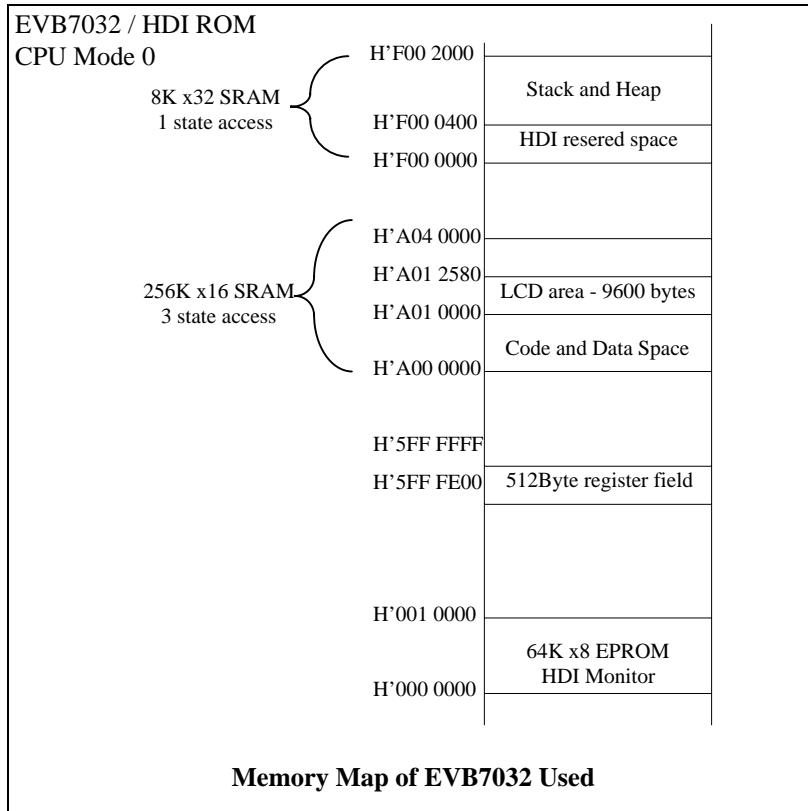 EVB7032 / HDI ROM
CPU Mode 0
H'F00 2000
Stack and Heap
8K x32 SRAM
1 state access
H'F00 0400
HDI resered space
H'F00 0000
H'A04 0000
H'A01 2580
256K x16 SRAM
3 state access
LCD area - 9600 bytes
H'A01 0000
Code and Data Space
H'A00 0000
H'5FF FFFF
H'5FF FE00
512Byte register field
H'001 0000
64K x8 EPROM
HDI Monitor
H'000 0000
Memory Map of EVB7032 Used